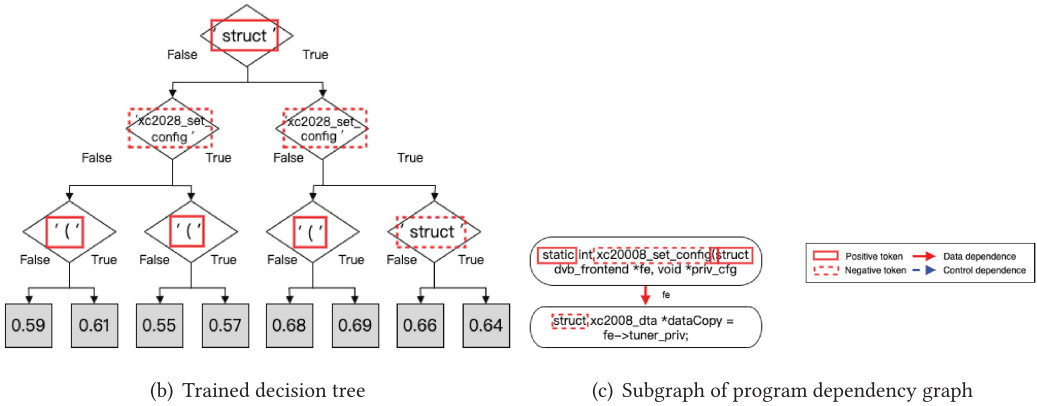 ' struct '
False
True
'xc2028_set_
config '
'xc2028_set_
config '
False
True
False
True
' ( '
' ( '
' ( '
' struct '
False
True
False
True
False
True
False
True
0.59
0.61
0.55
0.57
0.68
0.69
0.66
0.64
static int xc20008_set_config(struct
dvb_frontend *fe, void *priv_cfg
fe
struct xc2008_dta *dataCopy =
fe->tuner_priv;
Positive token
Data dependence
Negative token
Control dependence
(b) Trained decision tree
(c) Subgraph of program dependency graph